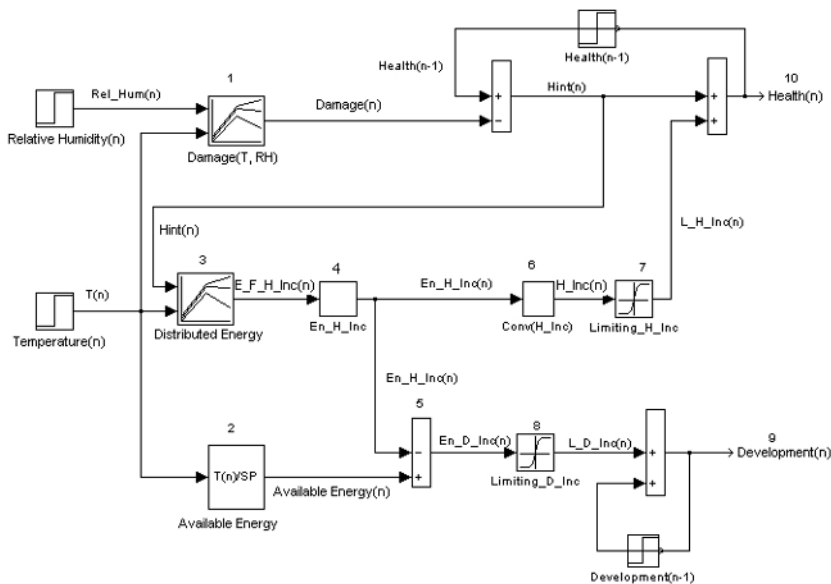 Health(n-1)
Health(n-1)
1
10
Rel_Hum(n)
Damage(n)
+
−
Hint(n)
+
+
Health(n)
Relative Humidity(n)
Damage(T, RH)
L_H_Inc(n)
Hint(n)
3
4
6
7
T(n)
E_F_H_Inc(n)
En_H_Inc(n)
H_Inc(n)
Temperature(n)
Distributed Energy
En_H_Inc
Conv(H_Inc)
Limiting_H_Inc
En_H_Inc(n)
5
2
8
9
−
+
En_D_Inc(n)
L_D_Inc(n)
+
+
Development(n)
T(n)/SP
Available Energy(n)
Limiting_D_Inc
Available Energy
Development(n-1)